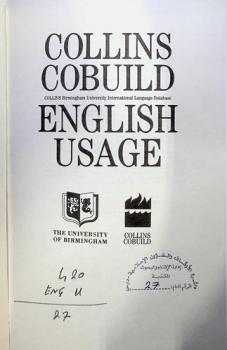 COLLINS
COBUILD
COLLINS Birmingham University International Language Database
ENGLISH
USAGE
THE UNIVERSITY
OF BIRMINGHAM
COLLINS
COBUILD
420
ENG U
27
المكتبة
27